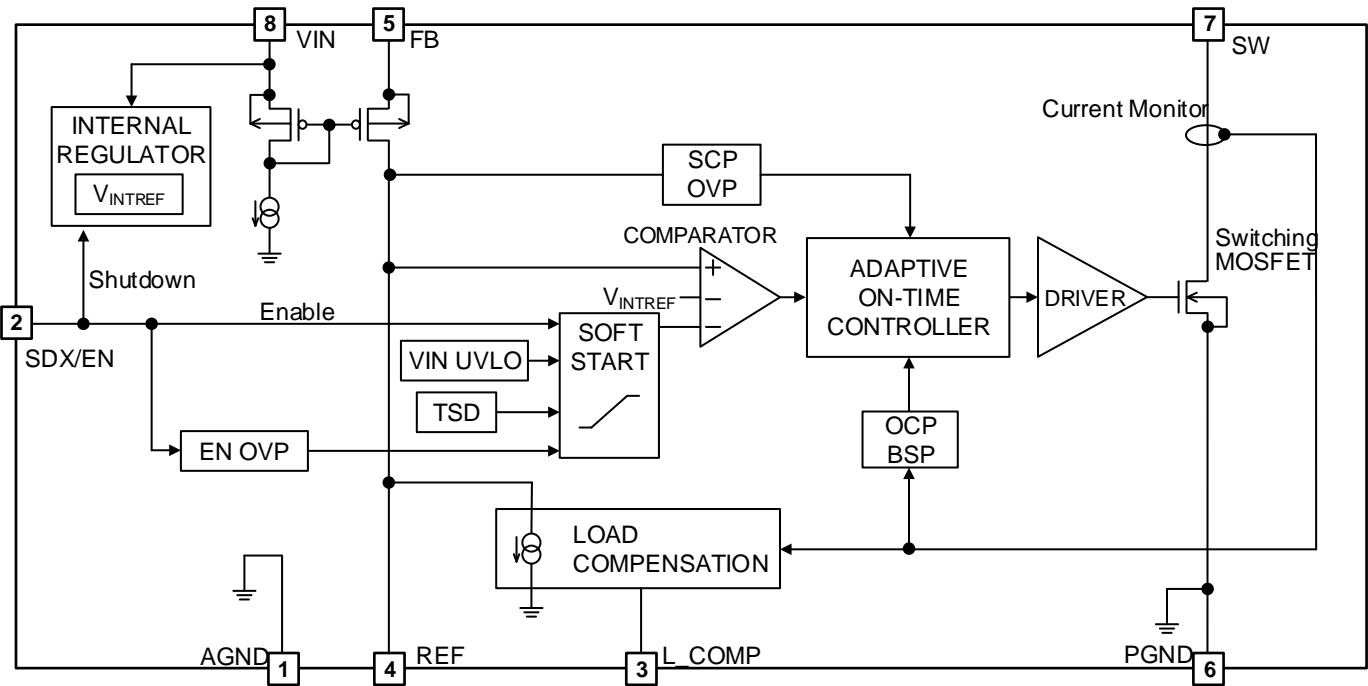 8
VIN
5
FB
7
SW
INTERNAL
REGULATOR
VINTREF
Current Monitor
SCP
OVP
COMPARATOR
Switching
MOSFET
Shutdown
+
ADAPTIVE
ON-TIME
CONTROLLER
DRIVER
VINTREF
−
−
2
SDX/EN
Enable
SOFT
START
VIN UVLO
TSD
EN OVP
OCP
BSP
LOAD
COMPENSATION
AGND
1
4
REF
3
L_COMP
PGND
6